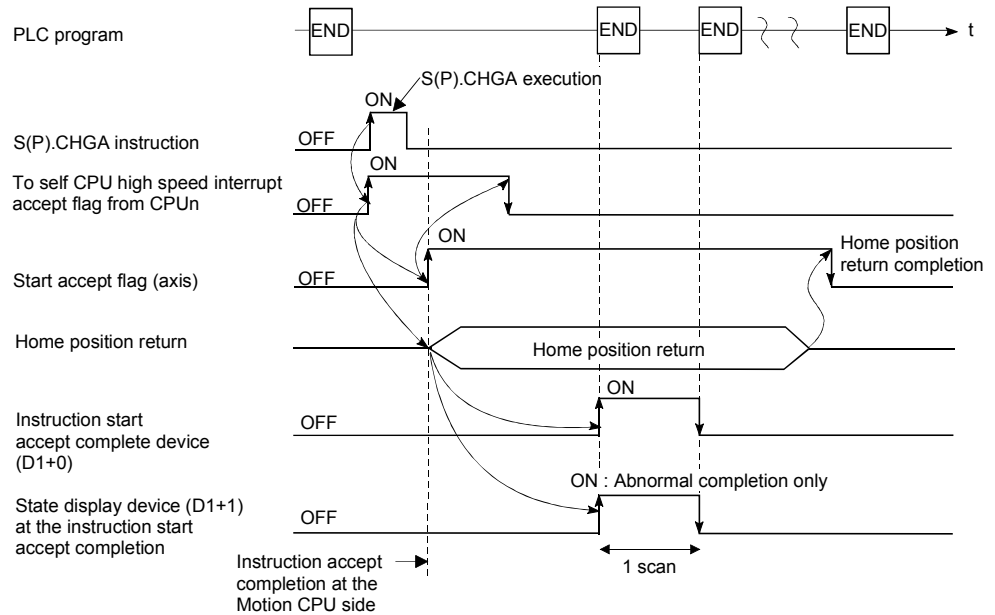 PLC program
END
END
END
END
t
S(P).CHGA execution
ON
S(P).CHGA instruction
OFF
To self CPU high speed interrupt
accept flag from CPUn
ON
OFF
Start accept flag (axis)
OFF
ON
Home position
return completion
Home position return
Home position return
Instruction start
accept complete device
(D1+0)
OFF
ON
State display device (D1+1)
at the instruction start
accept completion
OFF
ON : Abnormal completion only
Instruction accept
completion at the
Motion CPU side
1 scan